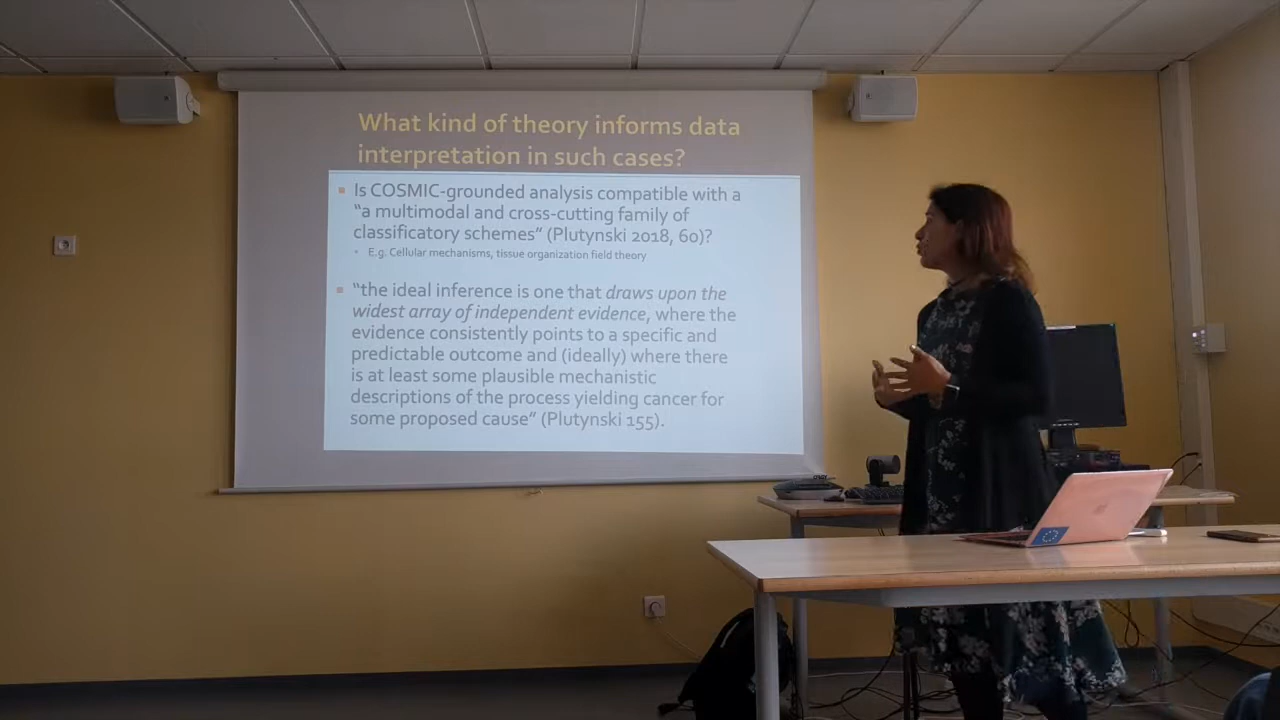 What kind of theory informs data
interpretation in such cases?
Is COSMIC-grounded analysis compatible with a
“a multimodal and cross-cutting family of
classificatory schemes” (Plutynski 2018, 60)?
E.g. Cellular mechanisms, tissue organization field theory
“the ideal inference is one that draws upon the
widest array of independent evidence, where the
evidence consistently points to a specific and
predictable outcome and (ideally) where there
is at least some plausible mechanistic
descriptions of the process yielding cancer for
some proposed cause” (Plutynski 155).